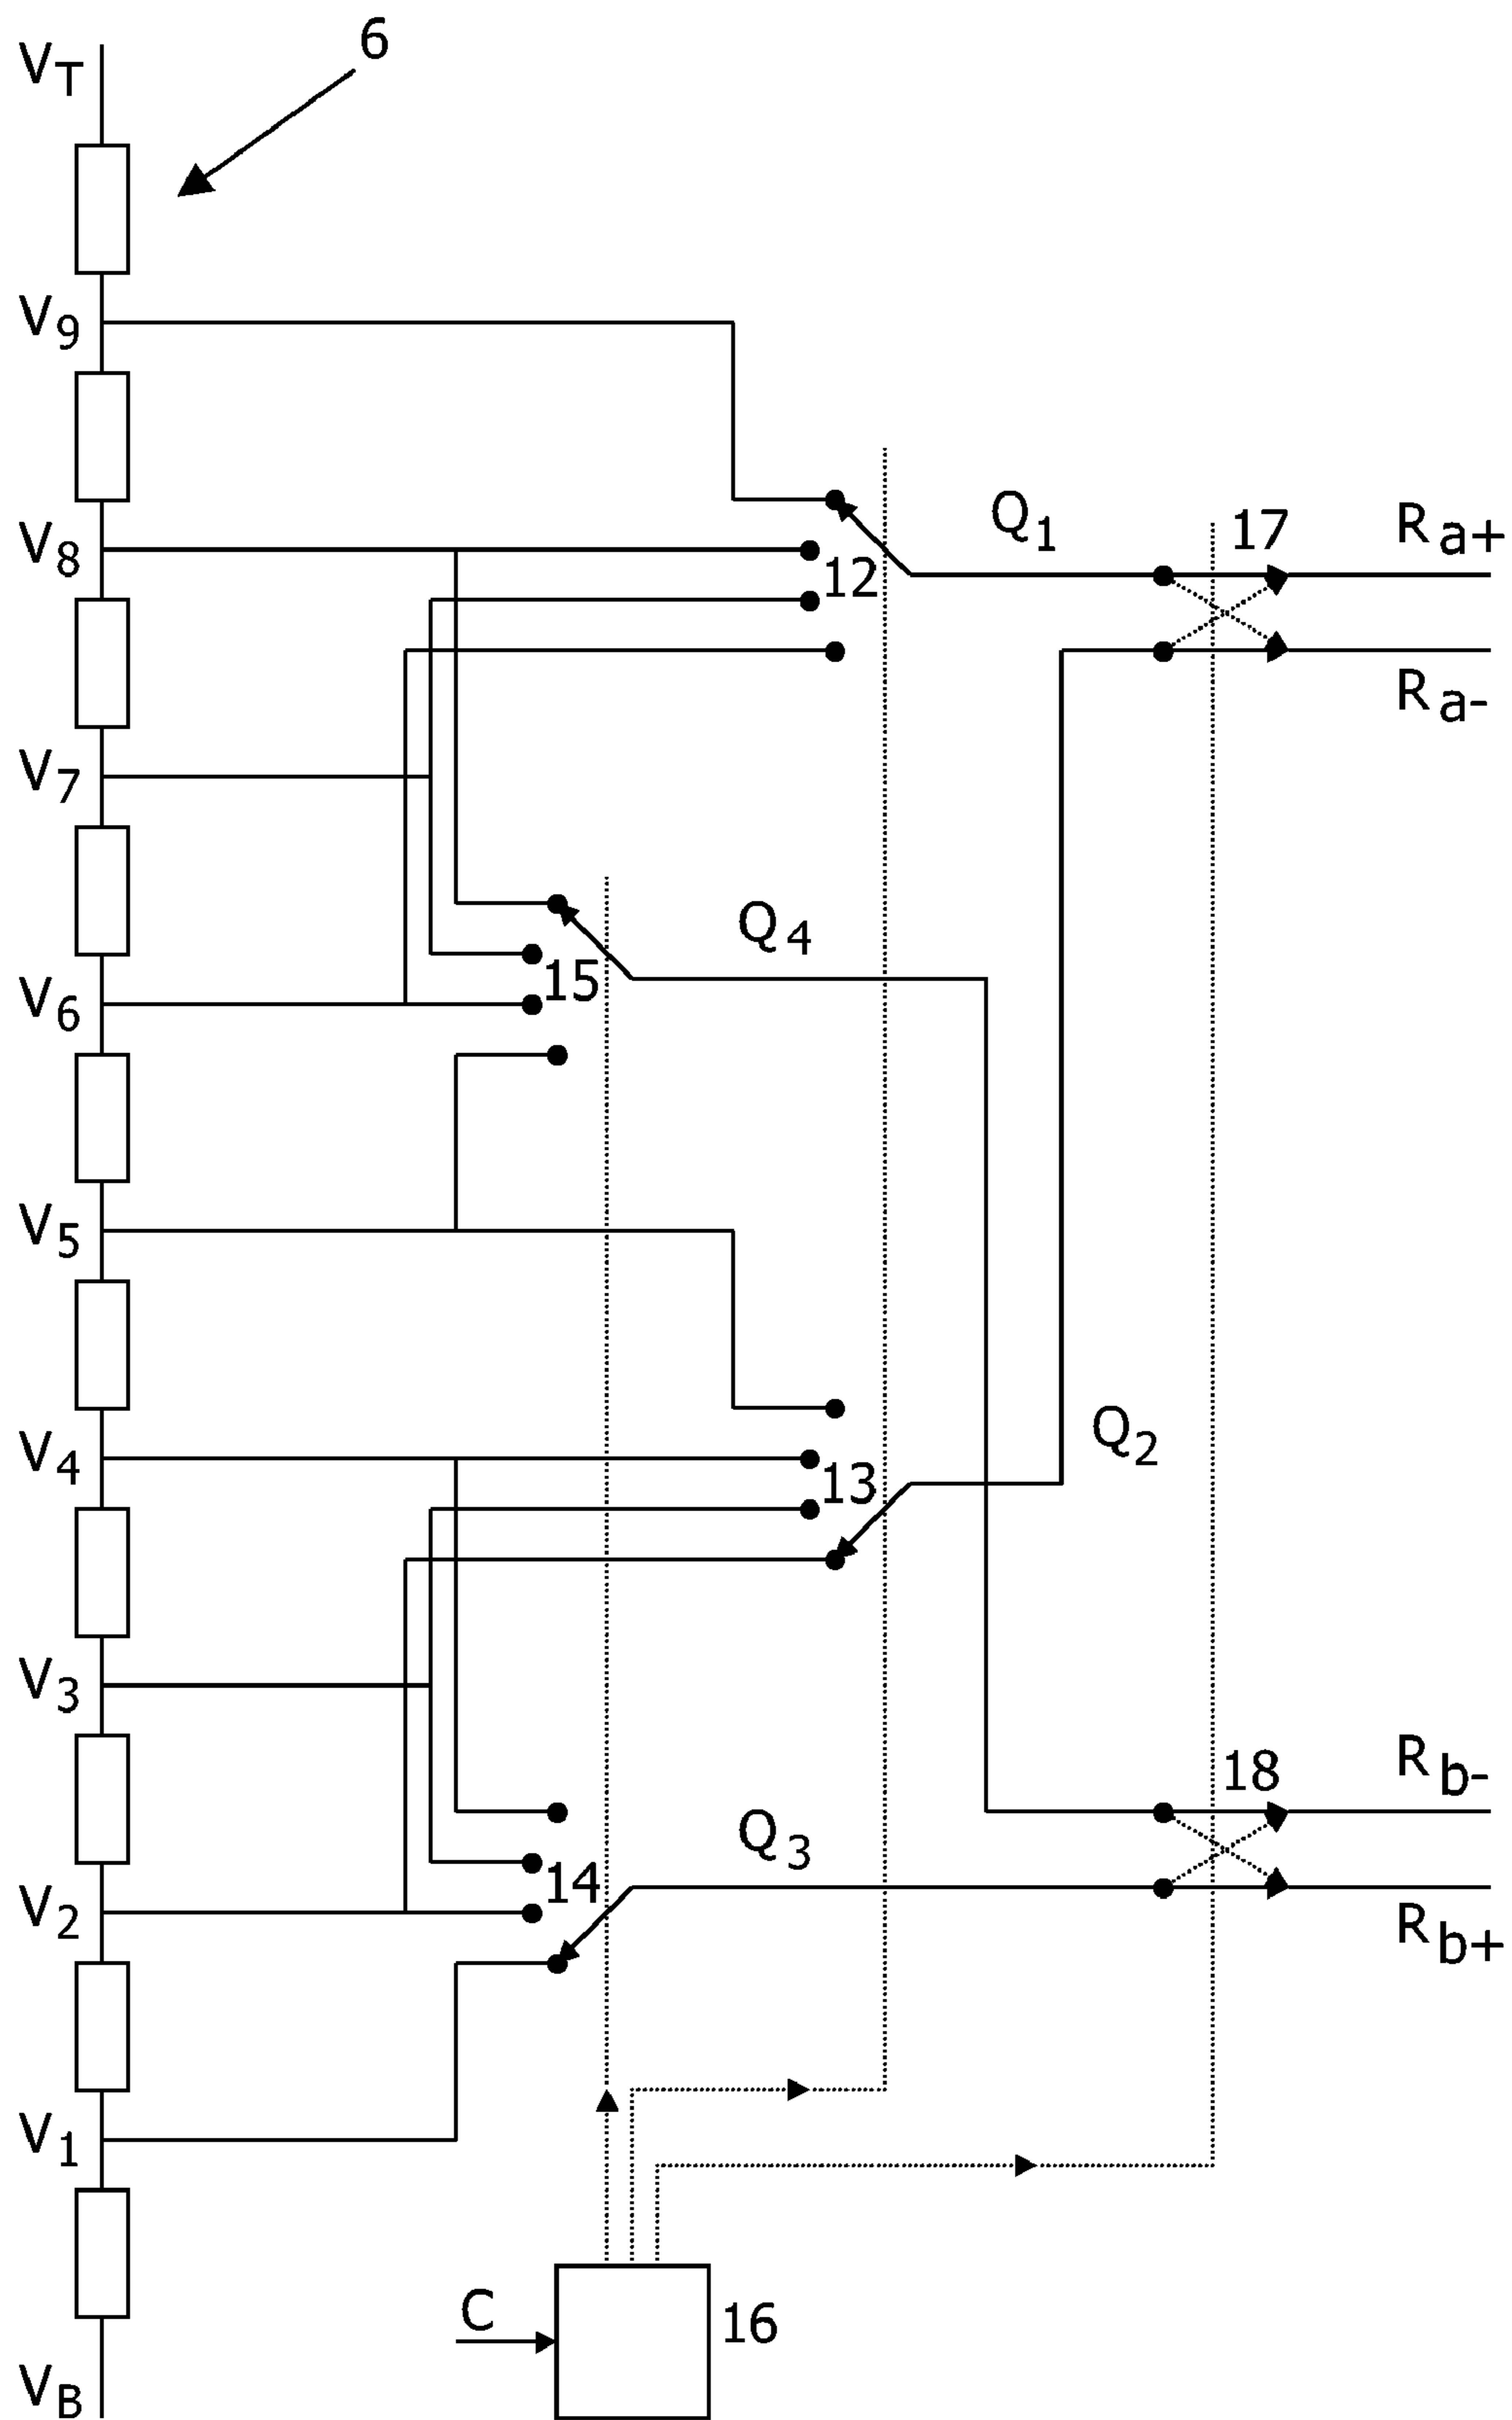 6
V_T
V_9
Q_1
17
R_a+
V_8
12
R_a-
V_7
Q_4
15
V_6
V_5
Q_2
V_4
13
V_3
18
R_b-
Q_3
14
V_2
R_b+
V_1
C
16
V_B